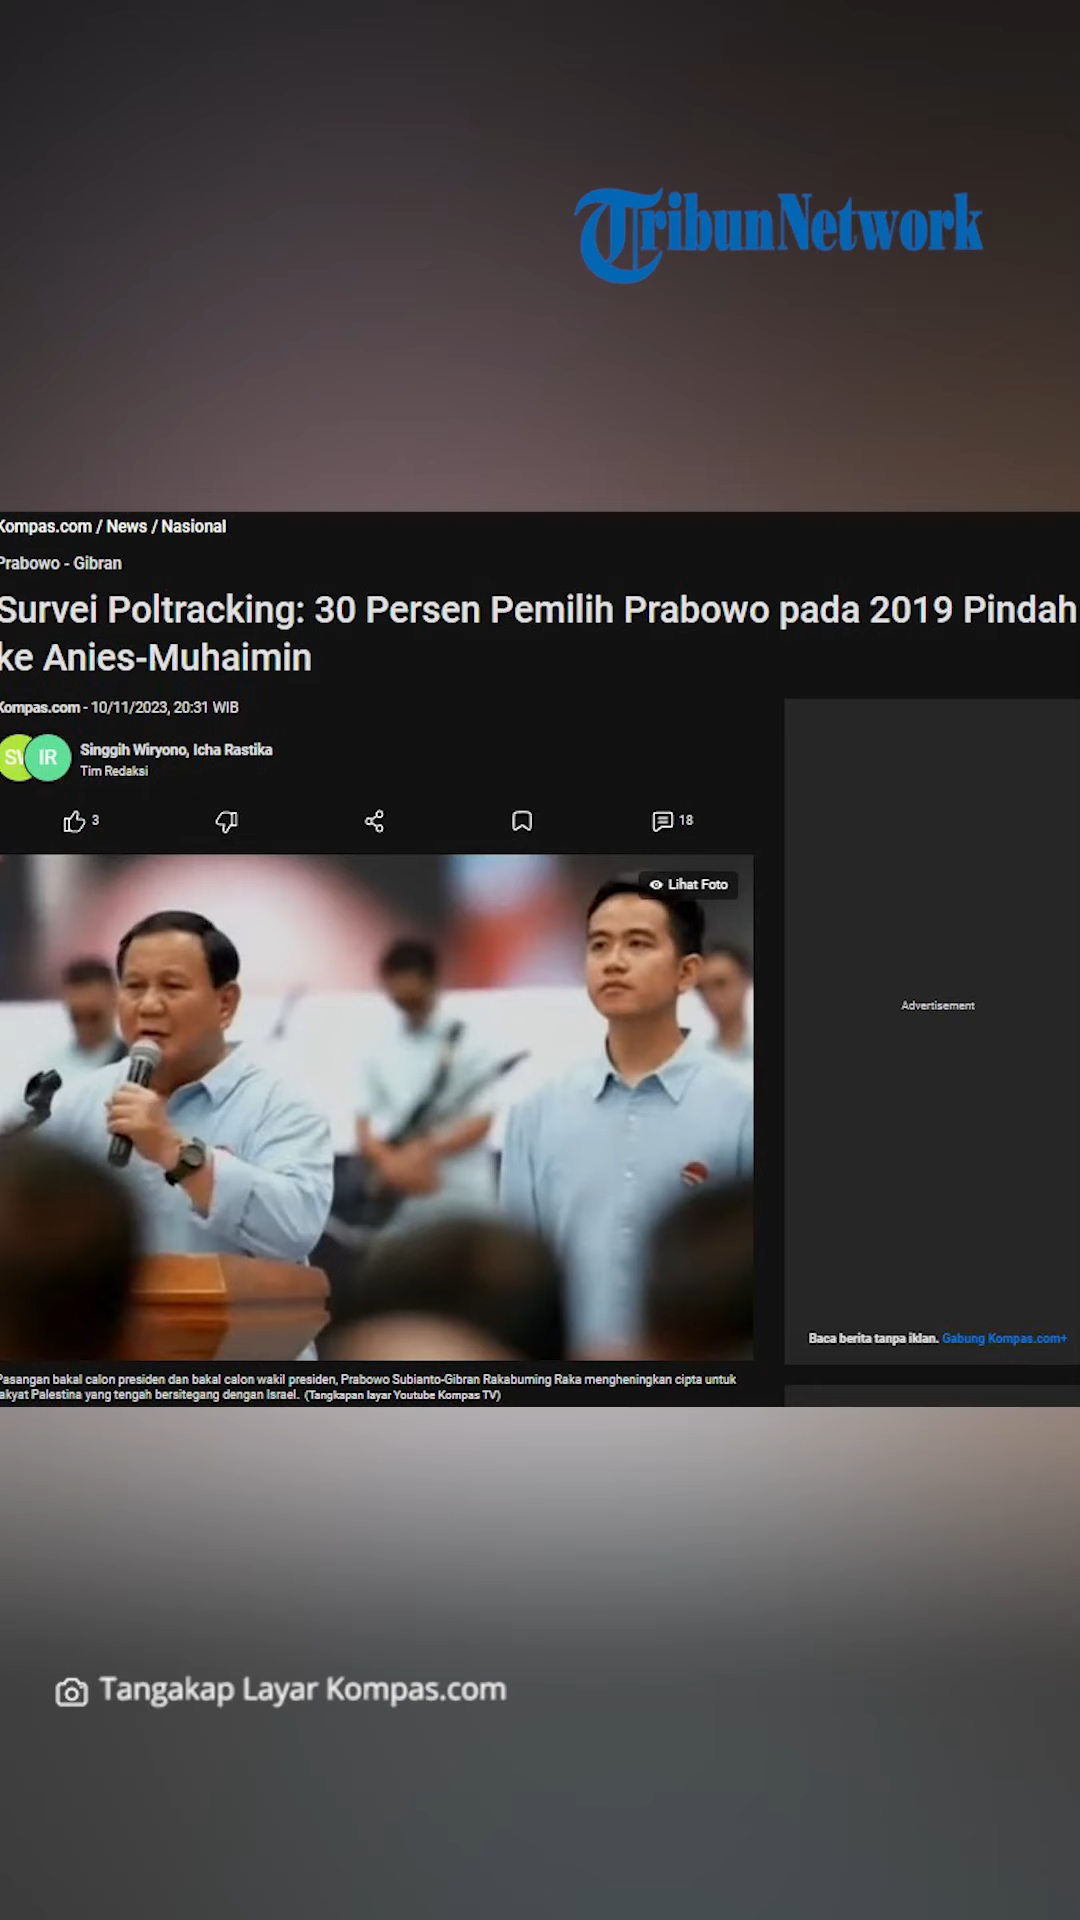 TribunNetwork
Kompas.com / News / Nasional
Prabowo - Gibran
Survei Poltracking: 30 Persen Pemilih Prabowo pada 2019 Pindah
ke Anies-Muhaimin
Kompas.com - 10/11/2023, 20:31 WIB
IR
Singgih Wiryono, Icha Rastika
Tim Redaksi
3
18
Lihat Foto
Advertisement
Baca berita tanpa iklan. Gabung Kompas.com+
Pasangan bakal calon presiden dan bakal calon wakil presiden, Prabowo Subianto-Gibran Rakabuming Raka mengheningkan cipta untuk
rakyat Palestina yang tengah bersitegang dengan Israel. (Tangkapan layar Youtube Kompas TV)
Tangakap Layar Kompas.com